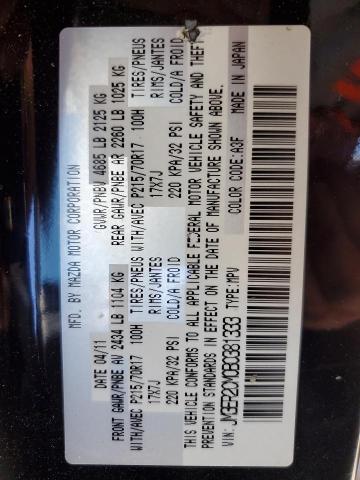 MFD. BY MAZDA MOTOR CORPORATION
DATE 04/11 GVWR/PNBV 4685 LB 2125 KG
FRONT GAWR/PNBE AV 2404 LB 1104 KG REAR GAWR/PNBE AR 2260 LB 1025 KG
WITH/AVEC P215/70R17 100H TIRES/PNEUS WITH/AVEC P215/70R17 100H TIRES/PNEUS
17X7J RIMS/JANTES 17X7J RIMS/JANTES
220 KPA/32 PSI COLD/A FROID 220 KPA/32 PSI COLD/A FROID
THIS VEHICLE CONFORMS TO ALL APPLICABLE FEDERAL MOTOR VEHICLE SAFETY AND THEFT
PREVENTION STANDARDS IN EFFECT ON THE DATE OF MANUFACTURE SHOWN ABOVE.
MADE IN JAPAN
VIN: TYPE:MPV COLOR CODE:A3F